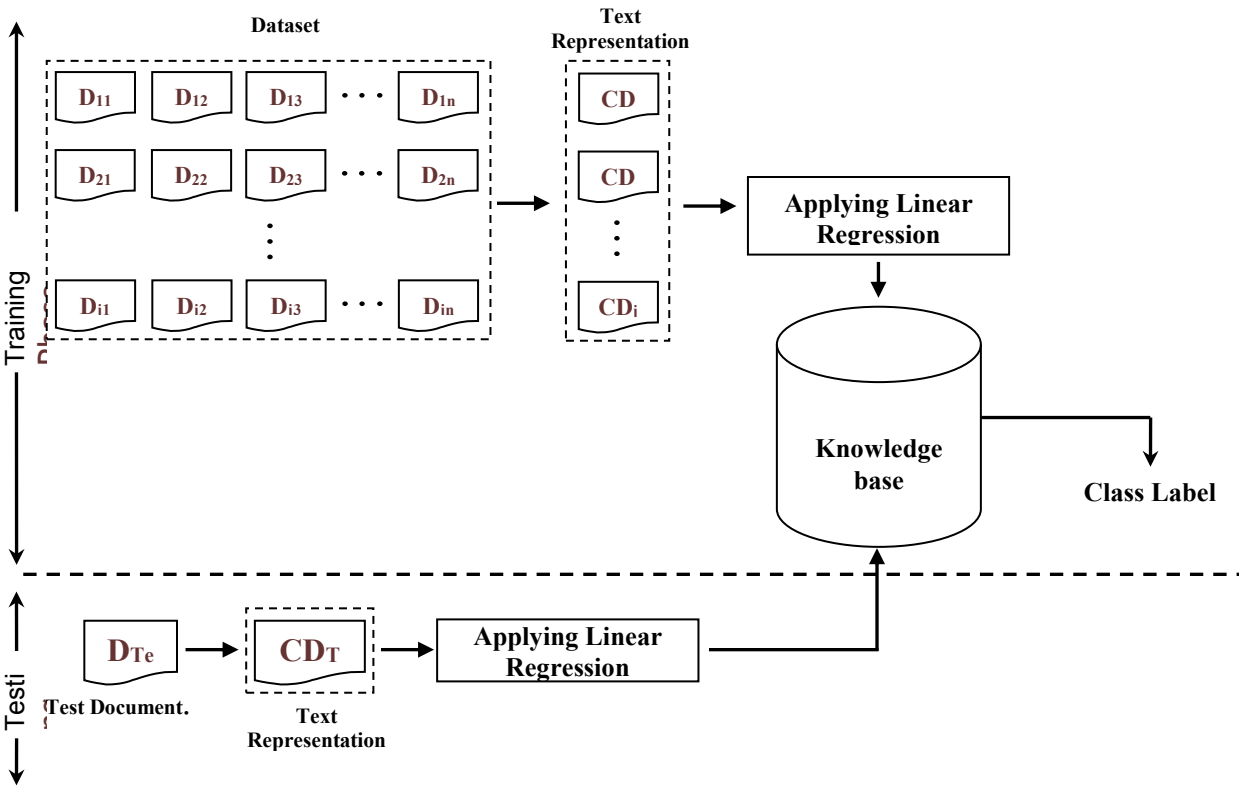 Dataset
Text
Representation
D11 D12 D13 ... D1n
CD
D21 D22 D23 ... D2n
CD
Applying Linear
Regression
Di1 Di2 Di3 ... Din
CDi
Training
Knowledge
base
Class Label
DTe
CDT
Applying Linear
Regression
Test Document.
Text
Representation
Testi